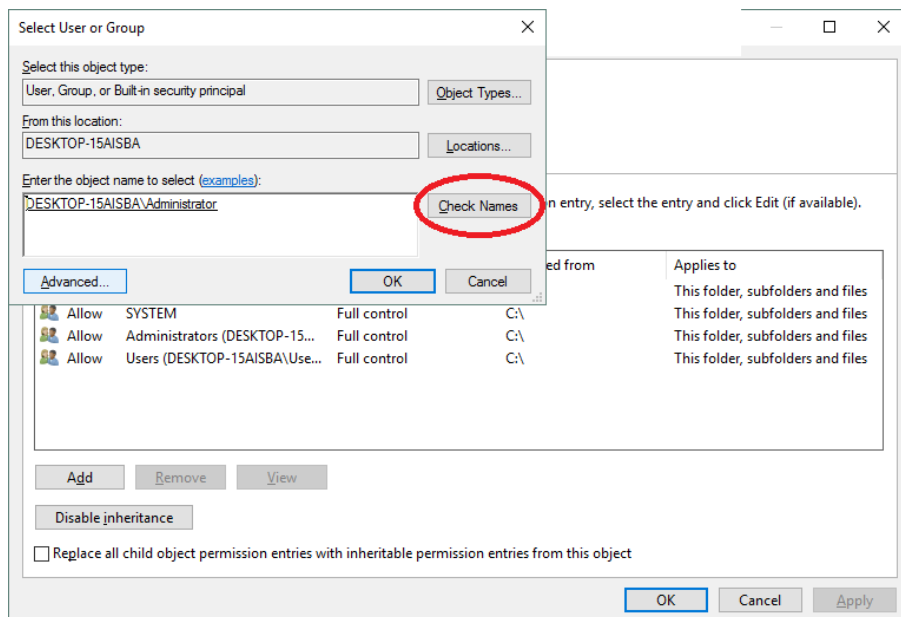 Select User or Group
Select this object type:
User, Group, or Built-in security principal
Object Types...
From this location:
DESKTOP-15AISBA
Locations...
Enter the object name to select (examples):
DESKTOP-15AISBA\Administrator
Check Names
Advanced...
OK
Cancel
n entry, select the entry and click Edit (if available).
ed from Applies to
This folder, subfolders and files
Allow SYSTEM Full control C:\ This folder, subfolders and files
Allow Administrators (DESKTOP-15... Full control C:\ This folder, subfolders and files
Allow Users (DESKTOP-15AISBA\Use... Full control C:\ This folder, subfolders and files
Add
Remove
View
Disable inheritance
Replace all child object permission entries with inheritable permission entries from this object
OK
Cancel
Apply